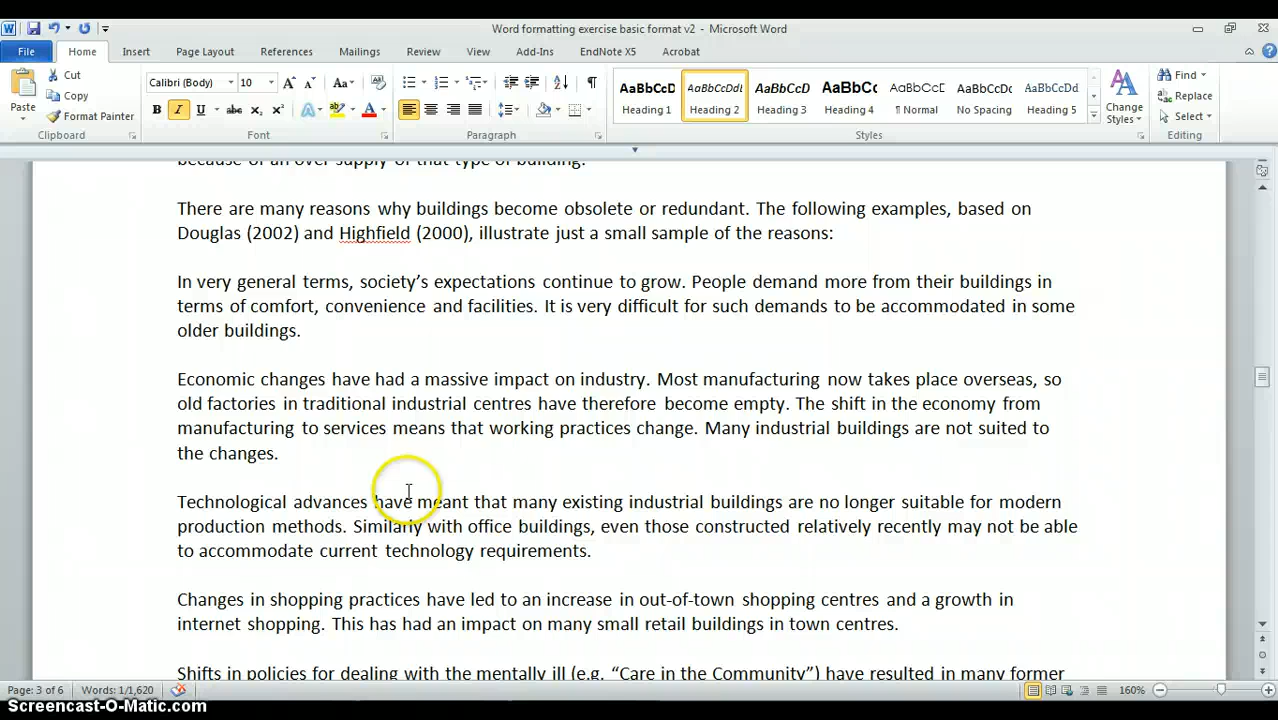 Word formatting exercise basic format v2 - Microsoft Word
File Home Insert Page Layout References Mailings Review View Add-Ins EndNote X5 Acrobat
Paste
Cut
Copy
Format Painter
Clipboard
Calibri (Body) 10
Font
Paragraph
AaBbCcD AaBbCcDdI AaBbCcD AaBbCc AaBbCcD AaBbCcDc AaBbCcDd
Heading 1 Heading 2 Heading 3 Heading 4 ¶ Normal No Spacing Heading 5
Styles
Change Styles
Find
Replace
Select
Editing
because of an over supply of that type of building.
There are many reasons why buildings become obsolete or redundant. The following examples, based on
Douglas (2002) and Highfield (2000), illustrate just a small sample of the reasons:
In very general terms, society’s expectations continue to grow. People demand more from their buildings in
terms of comfort, convenience and facilities. It is very difficult for such demands to be accommodated in some
older buildings.
Economic changes have had a massive impact on industry. Most manufacturing now takes place overseas, so
old factories in traditional industrial centres have therefore become empty. The shift in the economy from
manufacturing to services means that working practices change. Many industrial buildings are not suited to
the changes.
Technological advances have meant that many existing industrial buildings are no longer suitable for modern
production methods. Similarly with office buildings, even those constructed relatively recently may not be able
to accommodate current technology requirements.
Changes in shopping practices have led to an increase in out-of-town shopping centres and a growth in
internet shopping. This has had an impact on many small retail buildings in town centres.
Shifts in policies for dealing with the mentally ill (e.g. “Care in the Community”) have resulted in many former
Page: 3 of 6 Words: 1/1,620 160%
Screencast-O-Matic.com